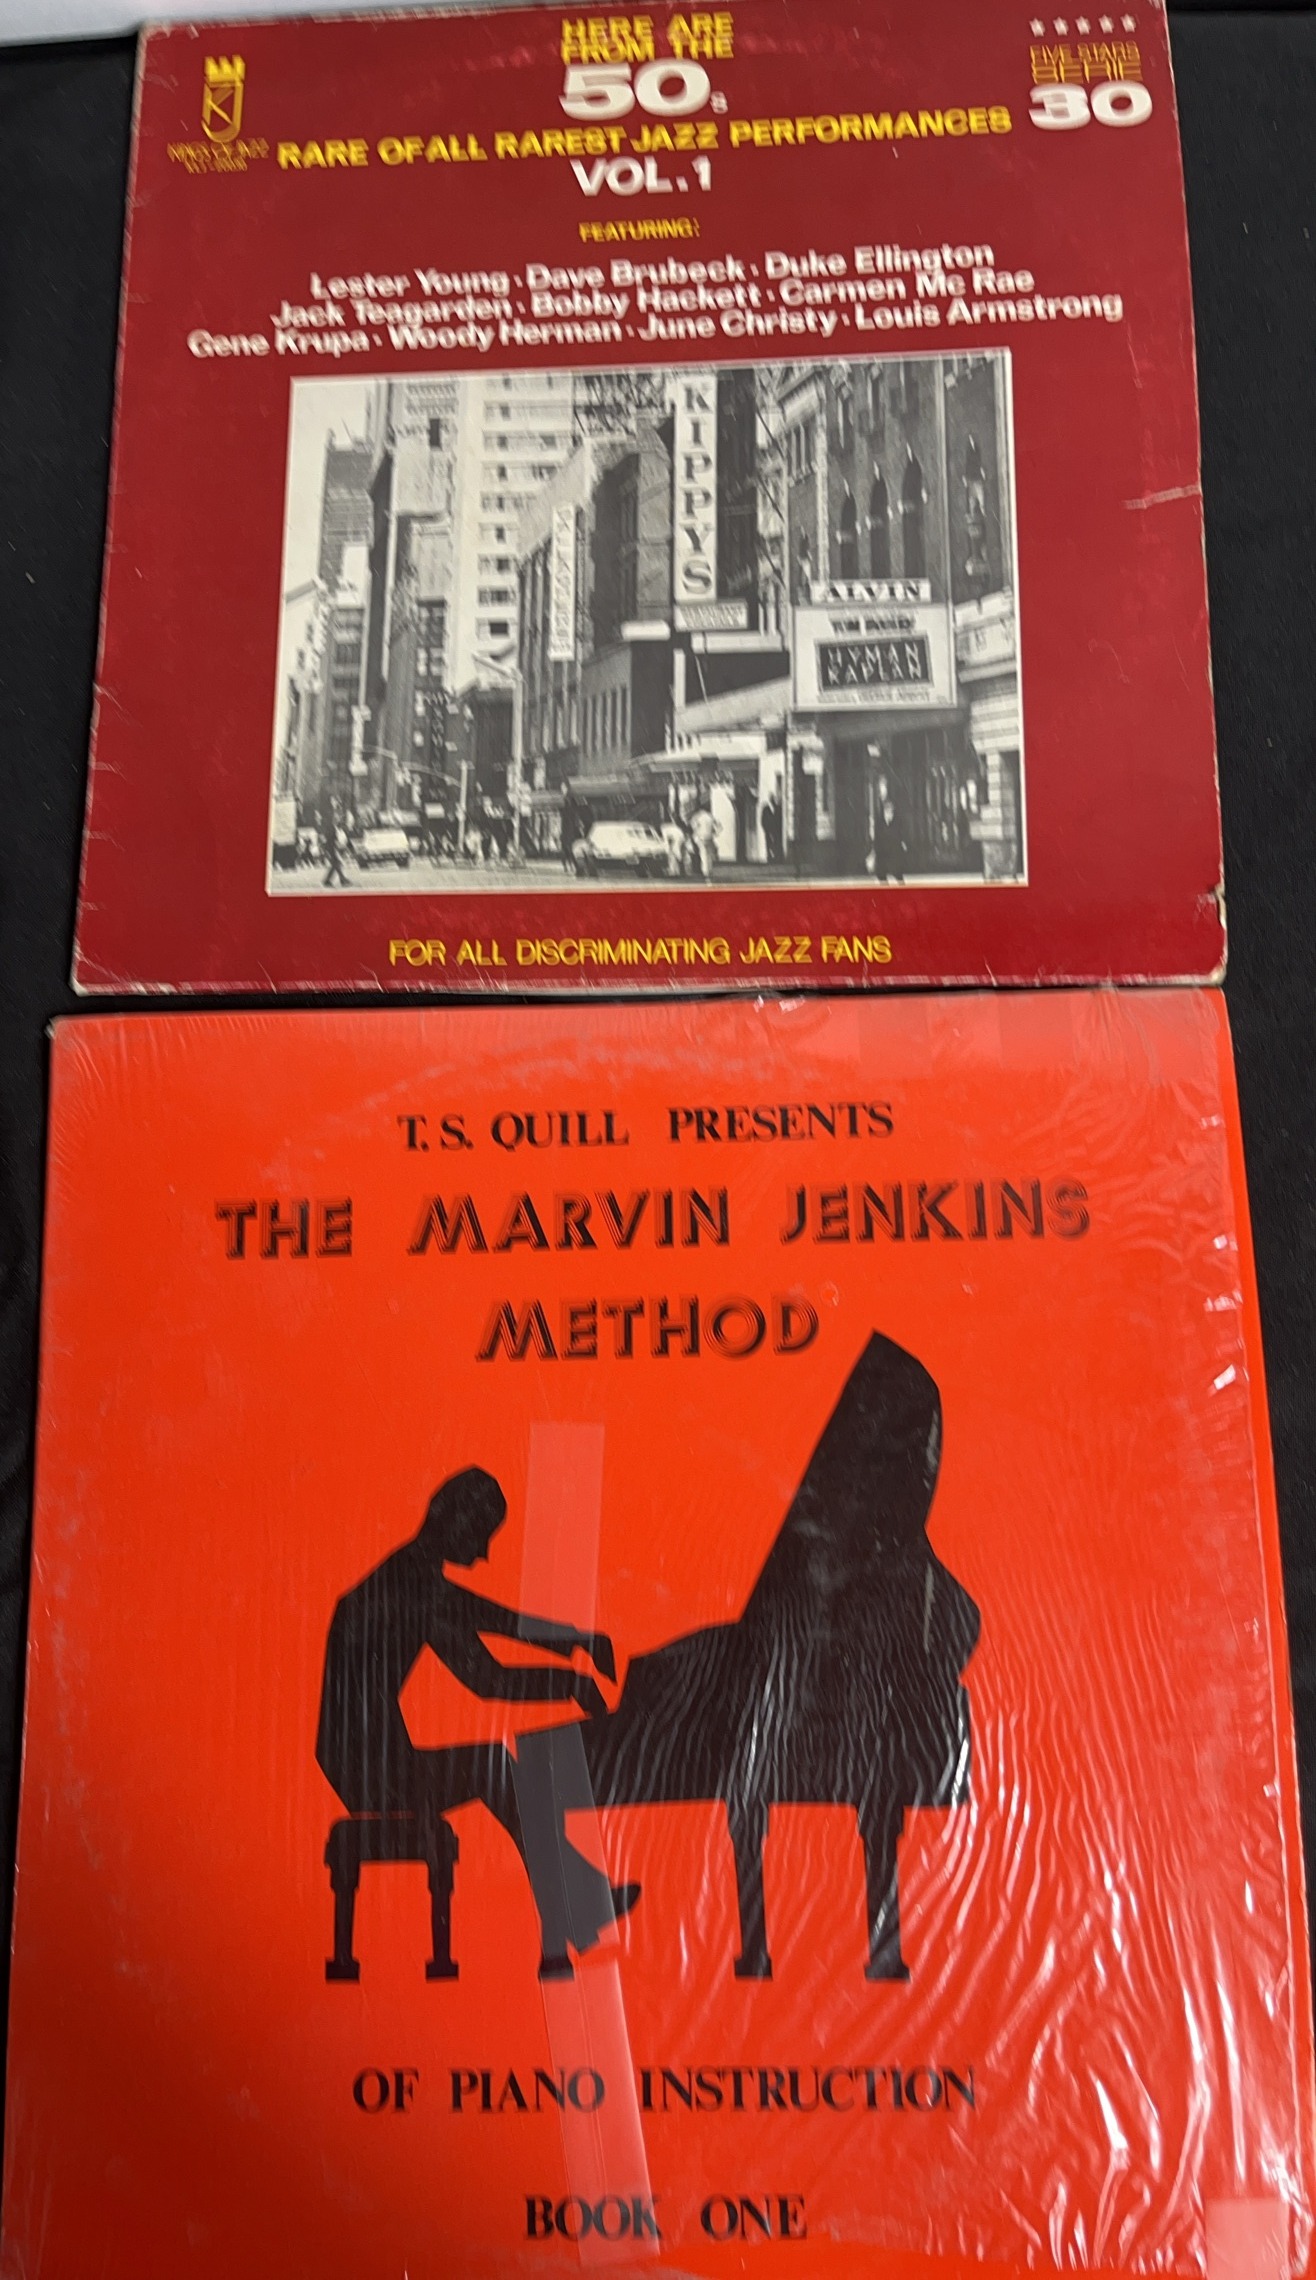 HERE ARE
FROM THE
50s
RARE OF ALL RAREST JAZZ PERFORMANCES
VOL.1
★★★★★
FIVE STARS
SERIE
30
KINGS OF JAZZ
FEATURING:
Lester Young · Dave Brubeck · Duke Ellington
Jack Teagarden · Bobby Hackett · Carmen Mc Rae
Gene Krupa · Woody Herman · June Christy · Louis Armstrong
KIPPYS
ALVIN
HYMAN
KAPLAN
FOR ALL DISCRIMINATING JAZZ FANS
T. S. QUILL PRESENTS
THE MARVIN JENKINS
METHOD
OF PIANO INSTRUCTION
BOOK ONE